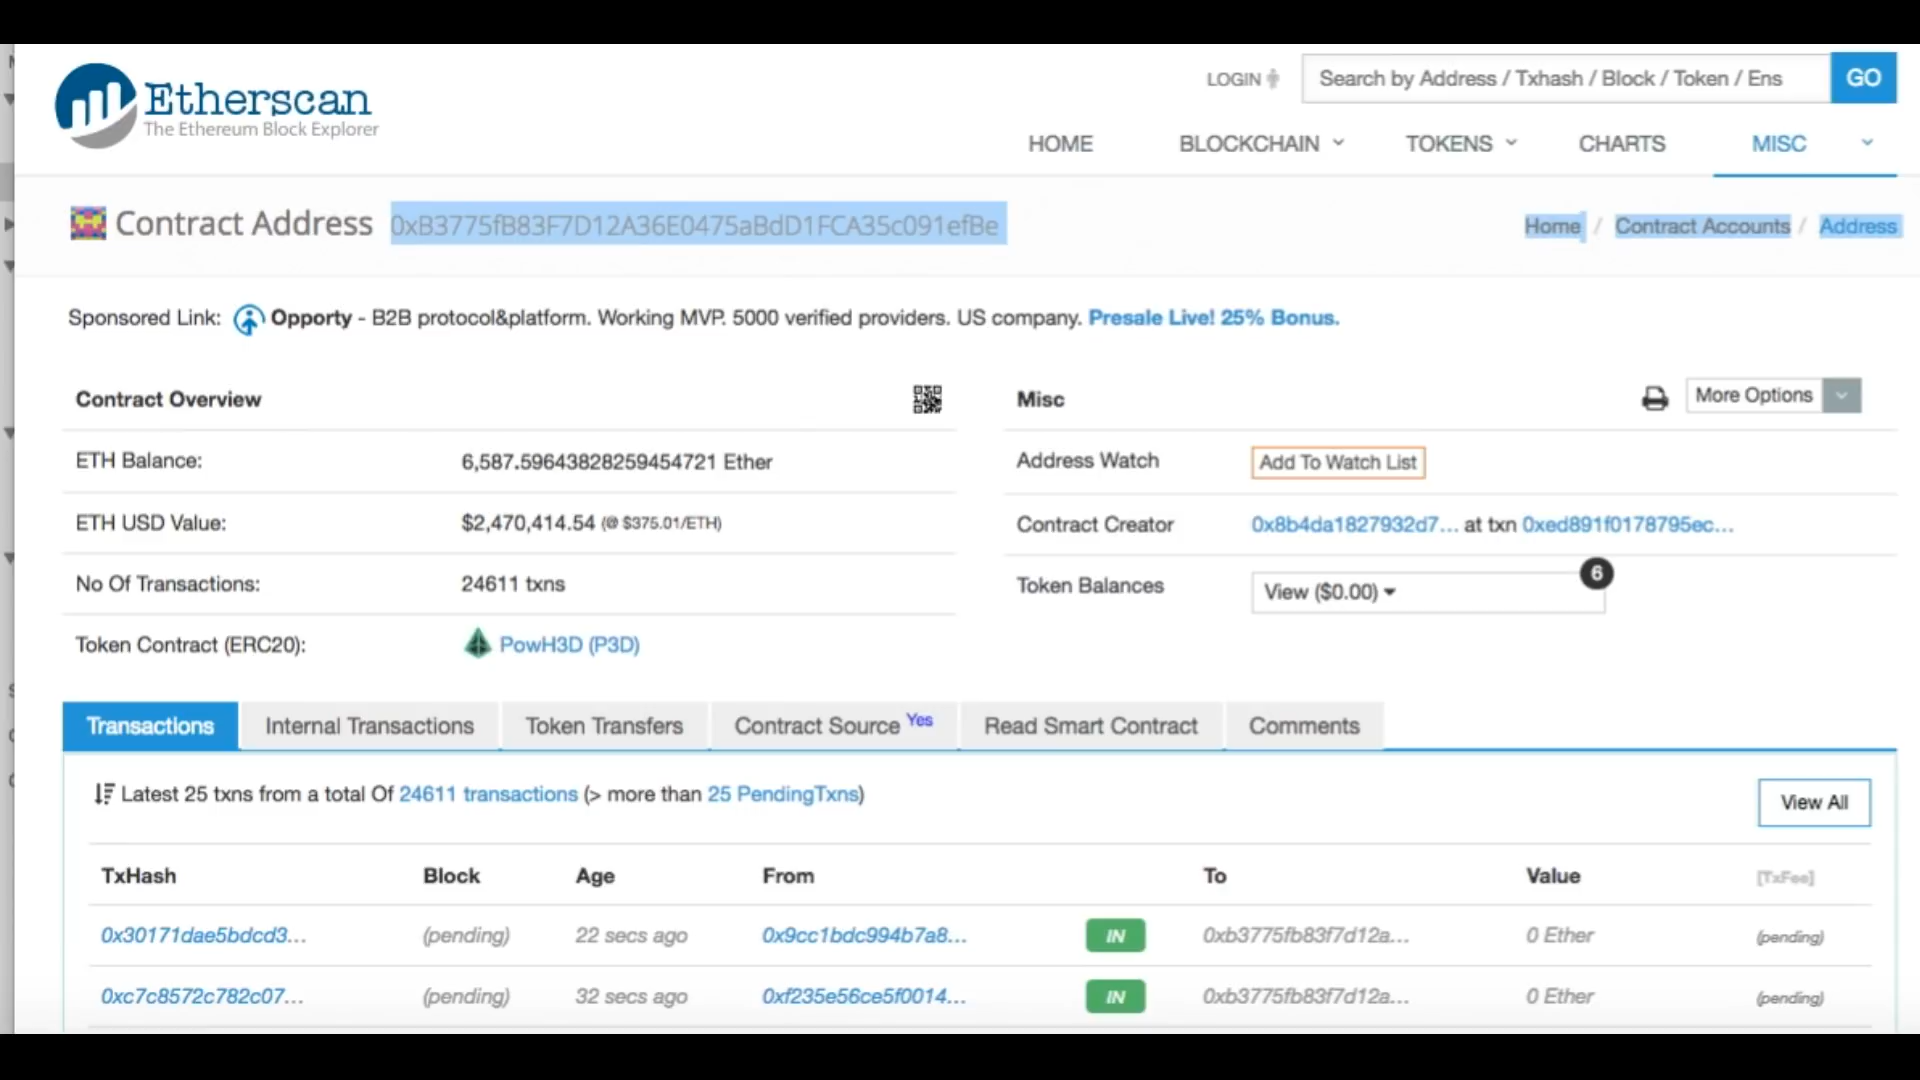 LOGIN
Search by Address / Txhash / Block / Token / Ens
GO
Etherscan
The Ethereum Block Explorer
HOME
BLOCKCHAIN
TOKENS
CHARTS
MISC
Contract Address 0xB3775fB83F7D12A36E0475aBdD1FCA35c091efBe
Home / Contract Accounts / Address
Sponsored Link: Opporty - B2B protocol&platform. Working MVP. 5000 verified providers. US company. Presale Live! 25% Bonus.
Contract Overview
Misc
More Options
ETH Balance: 6,587.59643828259454721 Ether
Address Watch Add To Watch List
ETH USD Value: $2,470,414.54 (@ $375.01/ETH)
Contract Creator 0x8b4da1827932d7... at txn 0xed891f0178795ec...
No Of Transactions: 24611 txns
Token Balances View ($0.00) 6
Token Contract (ERC20): PowH3D (P3D)
Transactions
Internal Transactions
Token Transfers
Contract Source Yes
Read Smart Contract
Comments
Latest 25 txns from a total Of 24611 transactions (> more than 25 PendingTxns)
View All
TxHash Block Age From To Value [TxFee]
0x30171dae5bdcd3... (pending) 22 secs ago 0x9cc1bdc994b7a8... IN 0xb3775fb83f7d12a... 0 Ether (pending)
0xc7c8572c782c07... (pending) 32 secs ago 0xf235e56ce5f0014... IN 0xb3775fb83f7d12a... 0 Ether (pending)